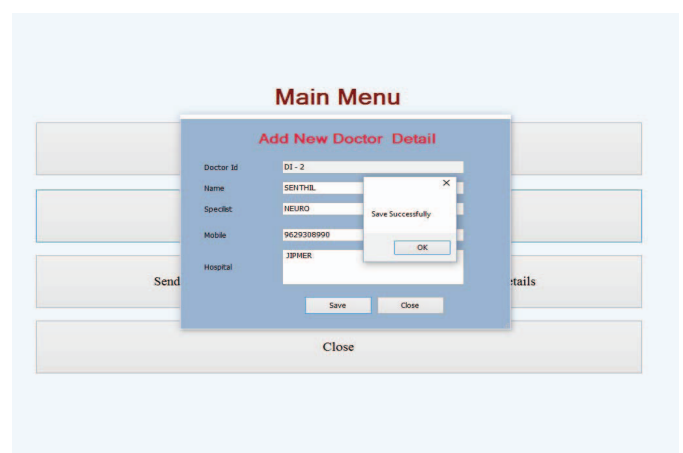 Main Menu
Add New Doctor Detail
Doctor Id DI - 2
Name SENTHIL
Specilist NEURO
Save Successfully
Mobile 9629308990
OK
Hospital JIPMER
Send etails
Save Close
Close